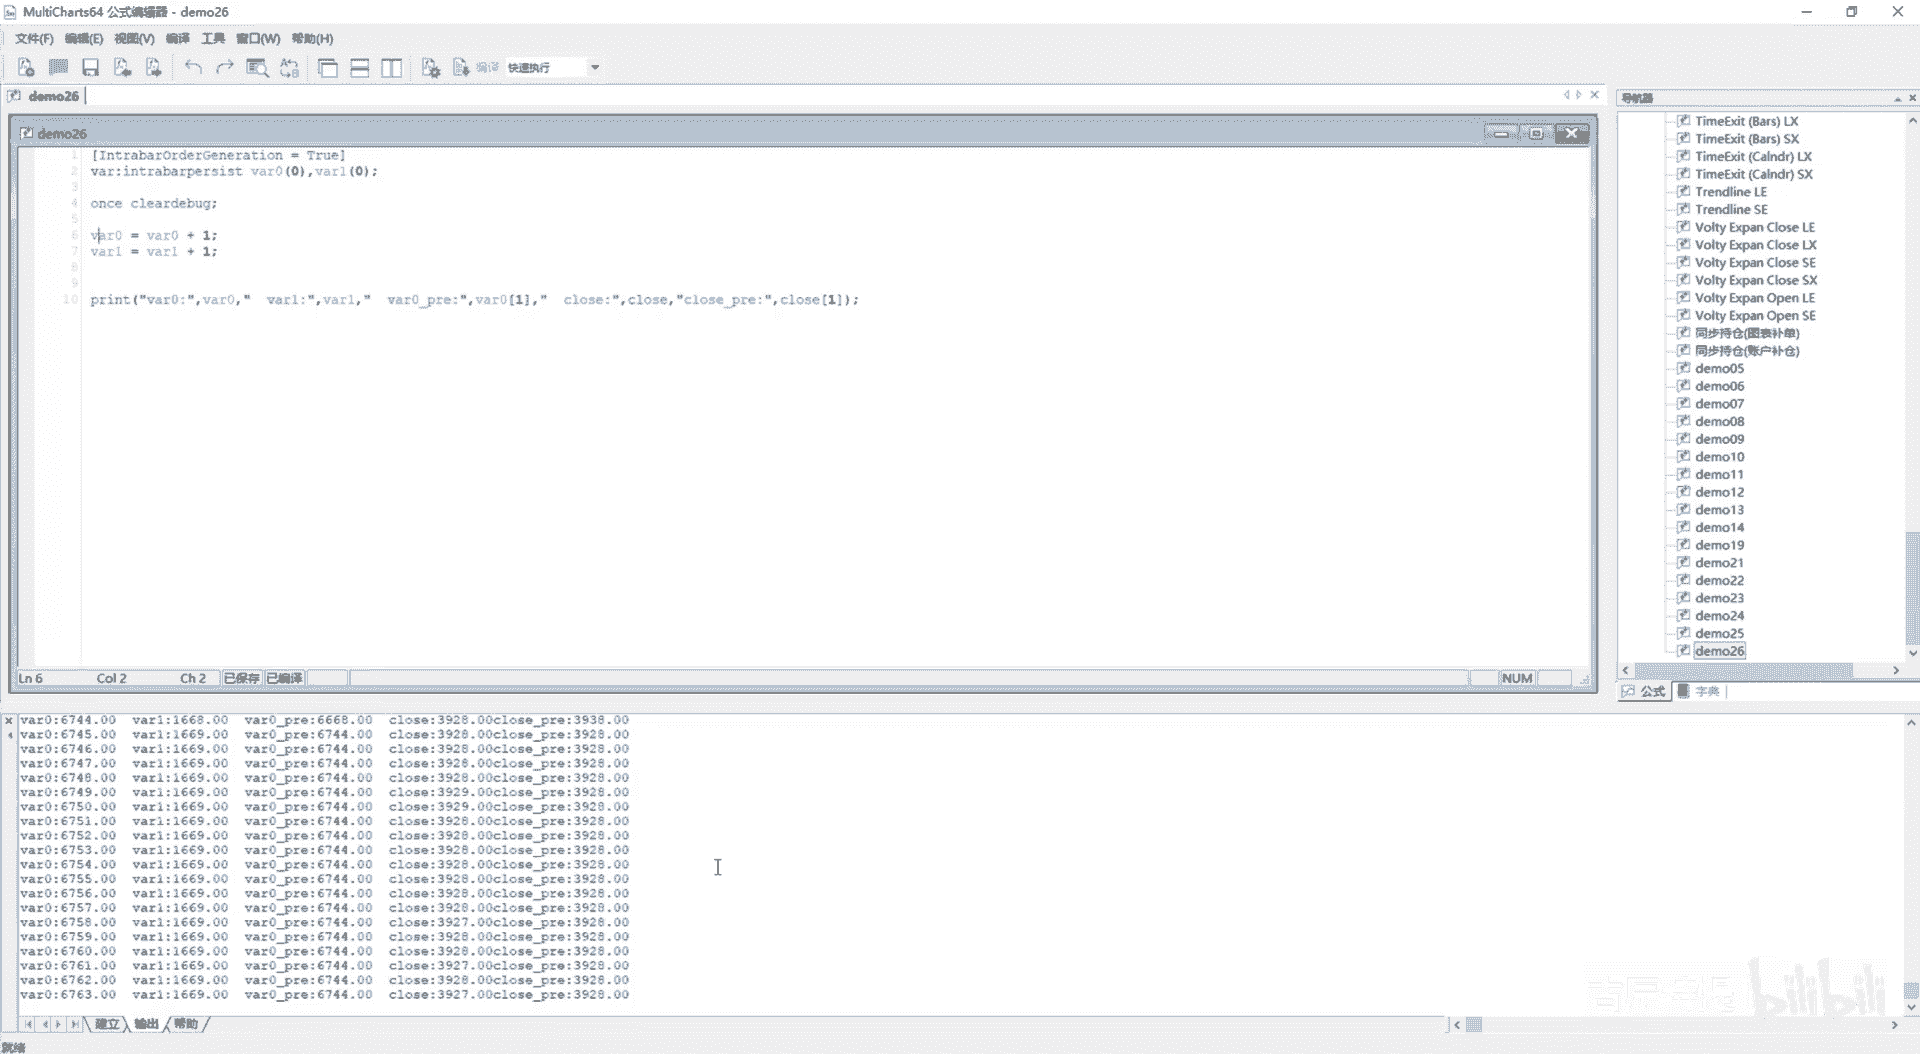 MultiCharts64 公式编辑器 - demo26
文件(F) 编辑(E) 视图(V) 编译 工具 窗口(W) 帮助(H)
编译 快速执行
demo26
导航器
demo26
1 [IntrabarOrderGeneration = True]
2 var:intrabarpersist var0(0),var1(0);
3
4 once cleardebug;
5
6 var0 = var0 + 1;
7 var1 = var1 + 1;
8
9
10 print("var0:",var0,"  var1:",var1,"  var0_pre:",var0[1],"  close:",close,"close_pre:",close[1]);
Ln 6 Col 2 Ch 2 已保存 已编译 NUM
TimeExit (Bars) LX
TimeExit (Bars) SX
TimeExit (Calndr) LX
TimeExit (Calndr) SX
Trendline LE
Trendline SE
Volty Expan Close LE
Volty Expan Close LX
Volty Expan Close SE
Volty Expan Close SX
Volty Expan Open LE
Volty Expan Open SE
同步持仓(图表补单)
同步持仓(账户补仓)
demo05
demo06
demo07
demo08
demo09
demo10
demo11
demo12
demo13
demo14
demo19
demo21
demo22
demo23
demo24
demo25
demo26
公式 字典
var0:6744.00  var1:1668.00  var0_pre:6668.00  close:3928.00close_pre:3938.00
var0:6745.00  var1:1669.00  var0_pre:6744.00  close:3928.00close_pre:3928.00
var0:6746.00  var1:1669.00  var0_pre:6744.00  close:3928.00close_pre:3928.00
var0:6747.00  var1:1669.00  var0_pre:6744.00  close:3928.00close_pre:3928.00
var0:6748.00  var1:1669.00  var0_pre:6744.00  close:3928.00close_pre:3928.00
var0:6749.00  var1:1669.00  var0_pre:6744.00  close:3929.00close_pre:3928.00
var0:6750.00  var1:1669.00  var0_pre:6744.00  close:3929.00close_pre:3928.00
var0:6751.00  var1:1669.00  var0_pre:6744.00  close:3928.00close_pre:3928.00
var0:6752.00  var1:1669.00  var0_pre:6744.00  close:3928.00close_pre:3928.00
var0:6753.00  var1:1669.00  var0_pre:6744.00  close:3928.00close_pre:3928.00
var0:6754.00  var1:1669.00  var0_pre:6744.00  close:3928.00close_pre:3928.00
var0:6755.00  var1:1669.00  var0_pre:6744.00  close:3928.00close_pre:3928.00
var0:6756.00  var1:1669.00  var0_pre:6744.00  close:3928.00close_pre:3928.00
var0:6757.00  var1:1669.00  var0_pre:6744.00  close:3928.00close_pre:3928.00
var0:6758.00  var1:1669.00  var0_pre:6744.00  close:3927.00close_pre:3928.00
var0:6759.00  var1:1669.00  var0_pre:6744.00  close:3928.00close_pre:3928.00
var0:6760.00  var1:1669.00  var0_pre:6744.00  close:3928.00close_pre:3928.00
var0:6761.00  var1:1669.00  var0_pre:6744.00  close:3927.00close_pre:3928.00
var0:6762.00  var1:1669.00  var0_pre:6744.00  close:3928.00close_pre:3928.00
var0:6763.00  var1:1669.00  var0_pre:6744.00  close:3927.00close_pre:3928.00
bilibili
建立 输出 帮助
就绪